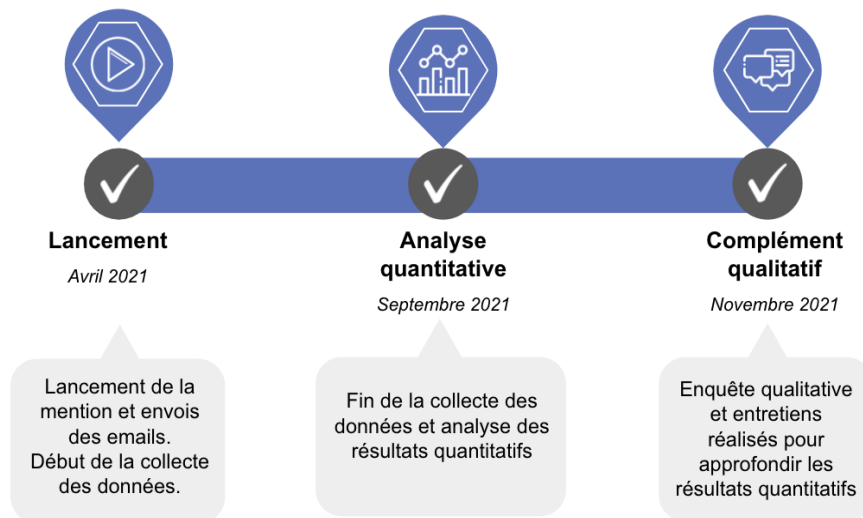 Lancement
Avril 2021
Lancement de la
mention et envois
des emails.
Début de la collecte
des données.
Analyse
quantitative
Septembre 2021
Fin de la collecte des
données et analyse des
résultats quantitatifs
Complément
qualitatif
Novembre 2021
Enquête qualitative
et entretiens
réalisés pour
approfondir les
résultats quantitatifs